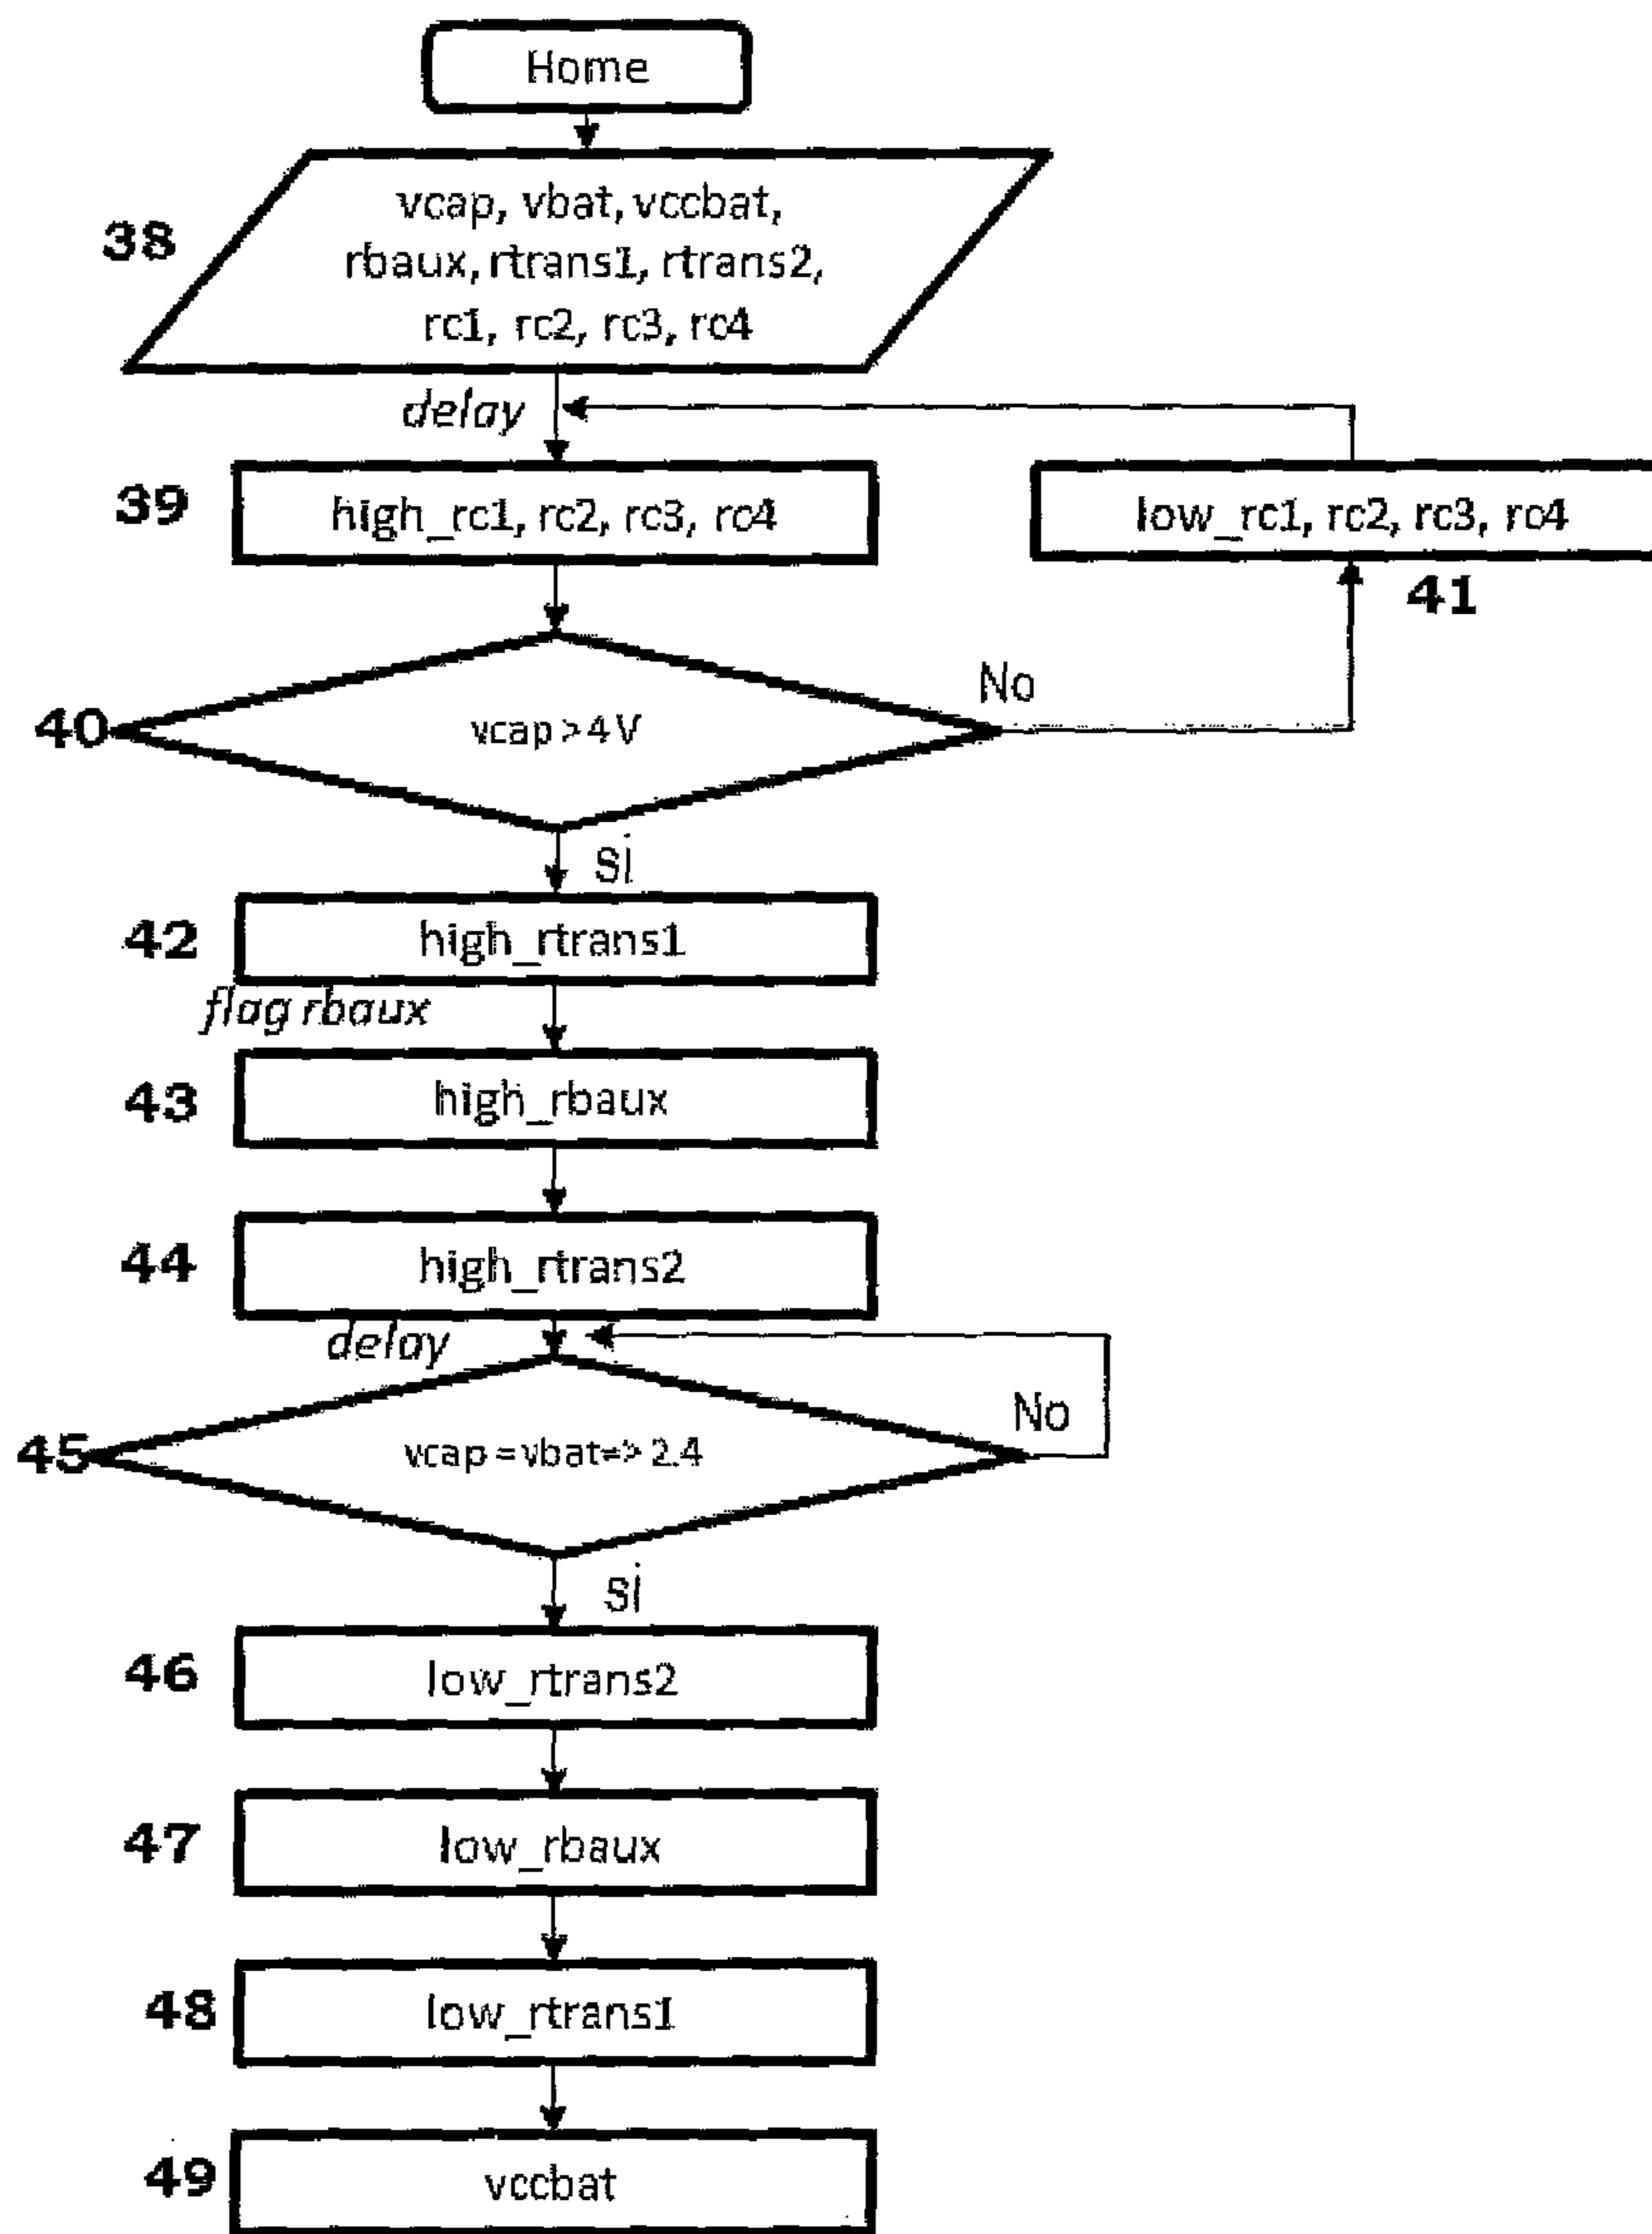 Home
38
vcap, vbat, vccbat,
rbaux, rtrans1, rtrans2,
rc1, rc2, rc3, rc4
delay
39
high_rc1, rc2, rc3, rc4
low_rc1, rc2, rc3, rc4
41
40
vcap > 4 V
No
si
42
high_rtrans1
flag rbaux
43
high_rbaux
44
high_rtrans2
delay
45
vcap = vbat=> 2.4
No
si
46
low_rtrans2
47
low_rbaux
48
low_rtrans1
49
vccbat